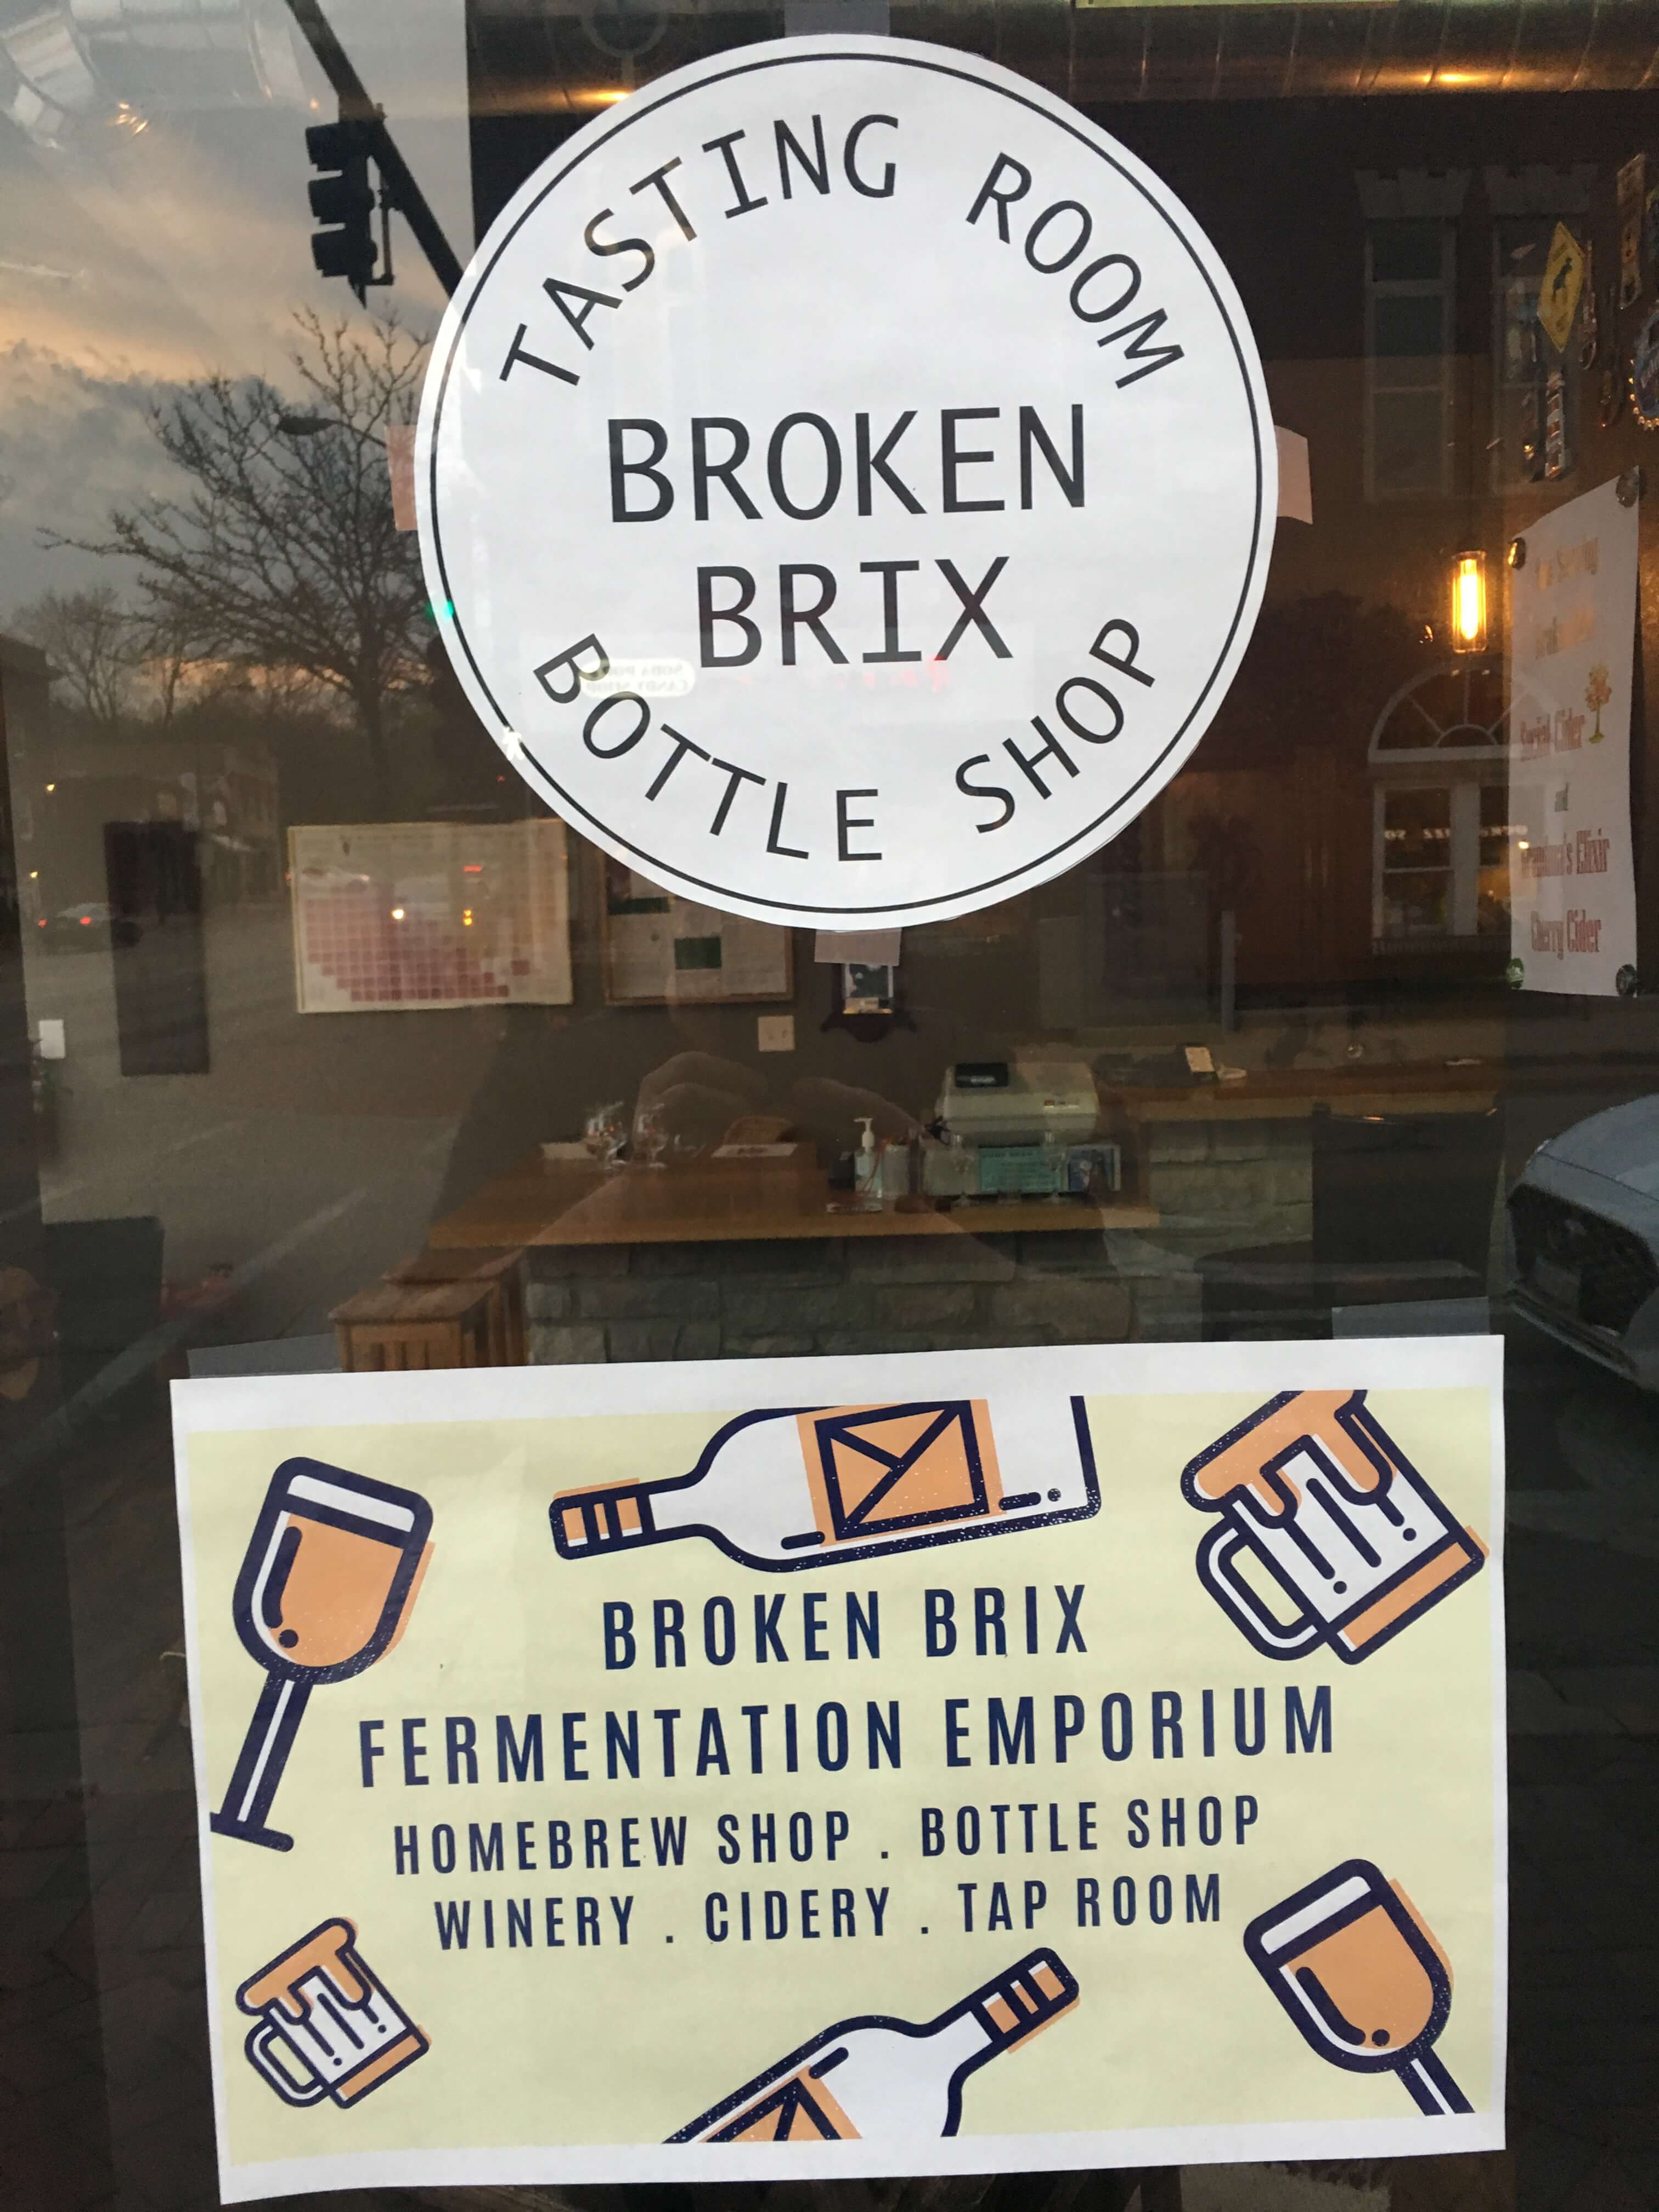 TASTING ROOM
BROKEN
BRIX
BOTTLE SHOP
and
Cherry Cider
BROKEN BRIX
FERMENTATION EMPORIUM
HOMEBREW SHOP . BOTTLE SHOP
WINERY . CIDERY . TAP ROOM